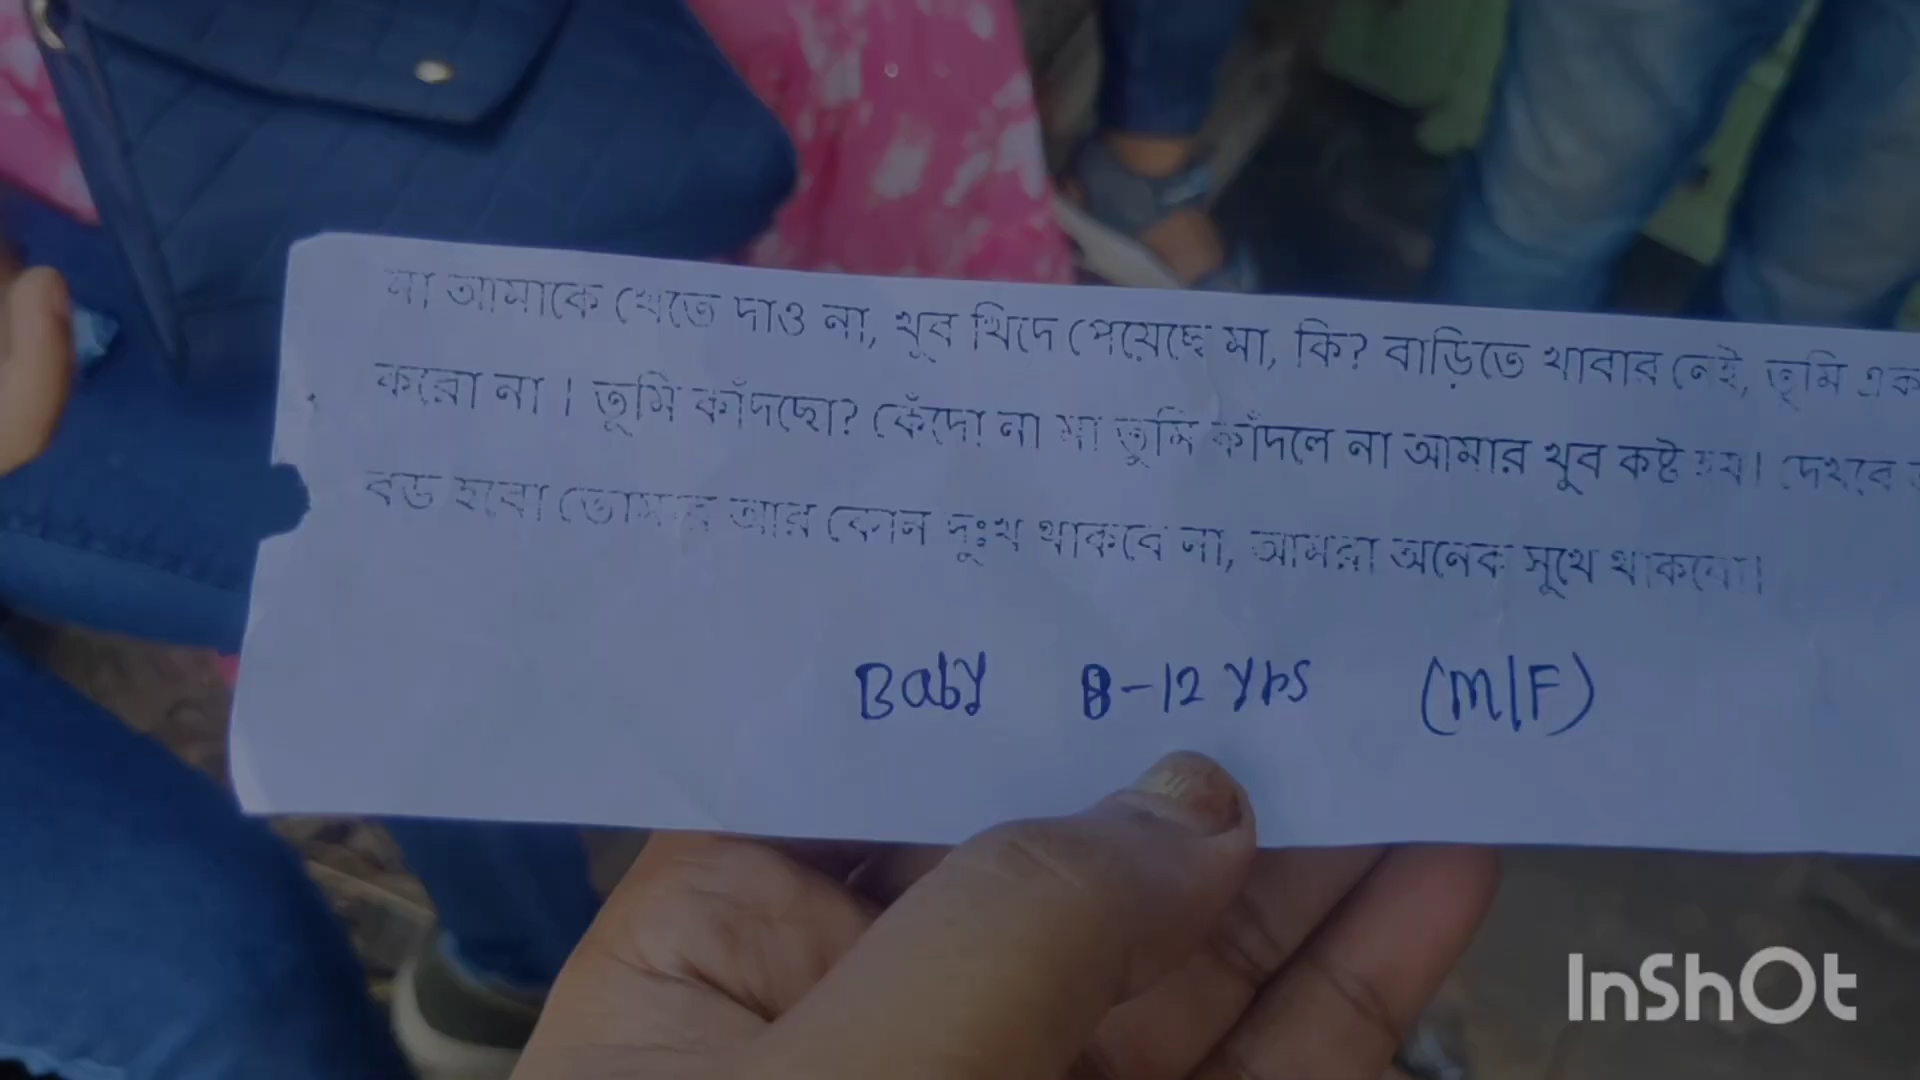 মা আমাকে খেতে দাও না, খুব খিদে পেয়েছে মা, কি? বাড়িতে খাবার নেই, তুমি এক
করো না । তুমি কাঁদছো? কেঁদো না মা তুমি কাঁদলে না আমার খুব কষ্ট হয়। দেখবে
বড হবো তোমার আর কোন দুঃখ থাকবে না, আমরা অনেক সুখে থাকবো।
Baby 8-12 yrs (M/F)
InShOt